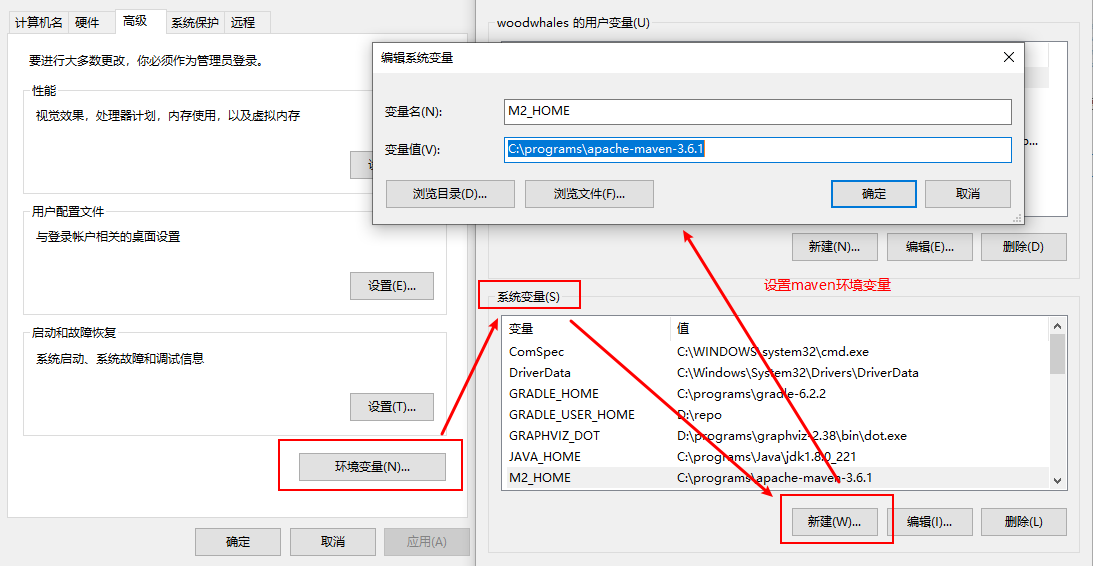 计算机名
硬件
高级
系统保护
远程
要进行大多数更改，你必须作为管理员登录。
性能
视觉效果，处理器计划，内存使用，以及虚拟内存
用户配置文件
与登录帐户相关的桌面设置
设置(E)...
启动和故障恢复
系统启动、系统故障和调试信息
设置(T)...
环境变量(N)...
确定
取消
应用(A)
woodwhales 的用户变量(U)
编辑系统变量
变量名(N):
M2_HOME
变量值(V):
C:\programs\apache-maven-3.6.1
浏览目录(D)...
浏览文件(F)...
确定
取消
新建(N)...
编辑(E)...
删除(D)
设置maven环境变量
系统变量(S)
变量 值
ComSpec C:\WINDOWS\system32\cmd.exe
DriverData C:\Windows\System32\Drivers\DriverData
GRADLE_HOME C:\programs\gradle-6.2.2
GRADLE_USER_HOME D:\repo
GRAPHVIZ_DOT D:\programs\graphviz-2.38\bin\dot.exe
JAVA_HOME C:\programs\Java\jdk1.8.0_221
M2_HOME C:\programs\apache-maven-3.6.1
新建(W)...
编辑(I)...
删除(L)